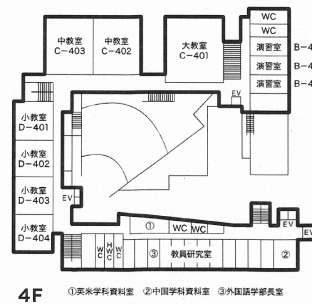 WC
WC
中教室
C-403
中教室
C-402
大教室
C-401
演習室
演習室
演習室
EV
小教室
D-401
小教室
D-402
小教室
D-403
小教室
D-404
EV
①
WC
WC
EV
EV
WC
HWC
WC
③
教員研究室
②
4F
①英米学科資料室 ②中国学科資料室 ③外国語学部長室